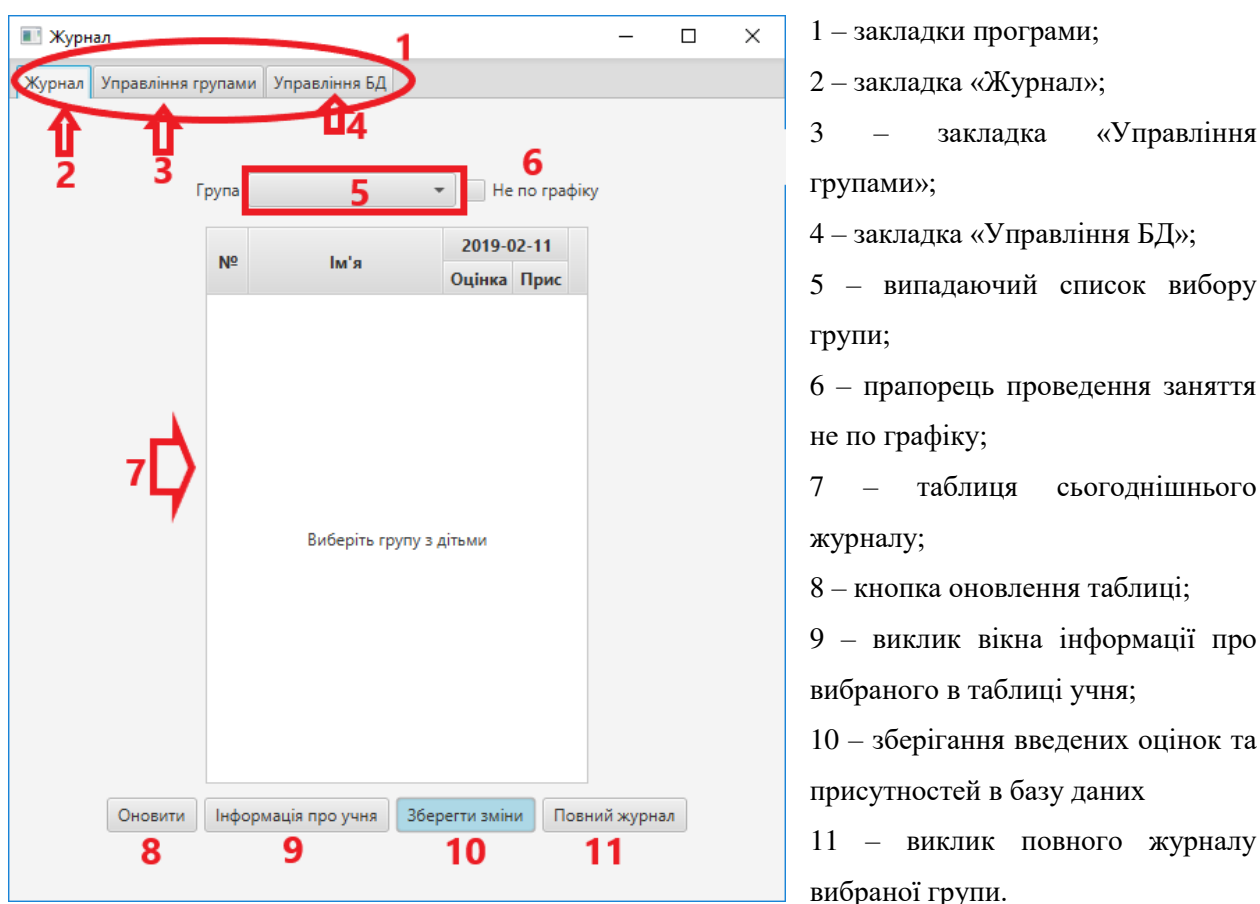 Журнал
1
Журнал Управління групами Управління БД
2
3
4
6
Група 5 Не по графіку
№ Ім'я 2019-02-11
Оцінка Прис
7
Виберіть групу з дітьми
Оновити Інформація про учня Зберегти зміни Повний журнал
8 9 10 11
1 – закладки програми;
2 – закладка «Журнал»;
3 – закладка «Управління
групами»;
4 – закладка «Управління БД»;
5 – випадаючий список вибору
групи;
6 – прапорець проведення заняття
не по графіку;
7 – таблиця сьогоднішнього
журналу;
8 – кнопка оновлення таблиці;
9 – виклик вікна інформації про
вибраного в таблиці учня;
10 – зберігання введених оцінок та
присутностей в базу даних
11 – виклик повного журналу
вибраної групи.